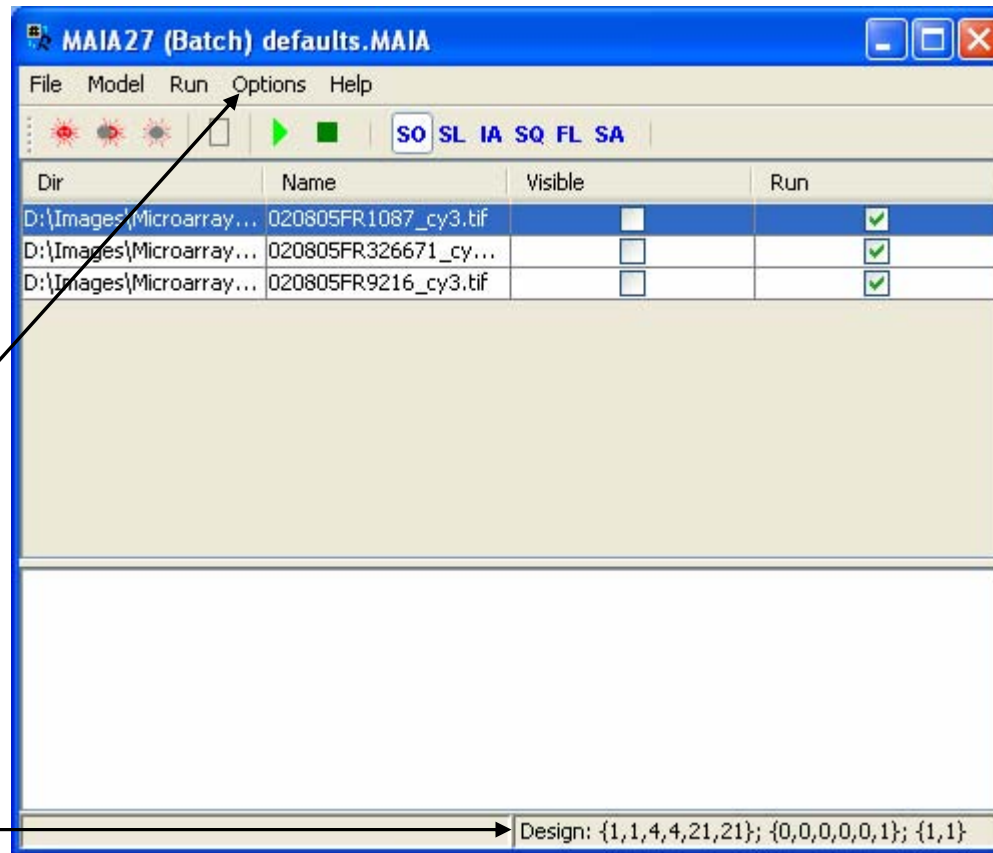 MAIA27 (Batch) defaults.MAIA
File Model Run Options Help
SO SL IA SQ FL SA
Dir Name Visible Run
D:\Images\Microarray... 020805FR1087_cy3.tif
D:\Images\Microarray... 020805FR326671_cy...
D:\Images\Microarray... 020805FR9216_cy3.tif
Design: {1,1,4,4,21,21}; {0,0,0,0,0,1}; {1,1}